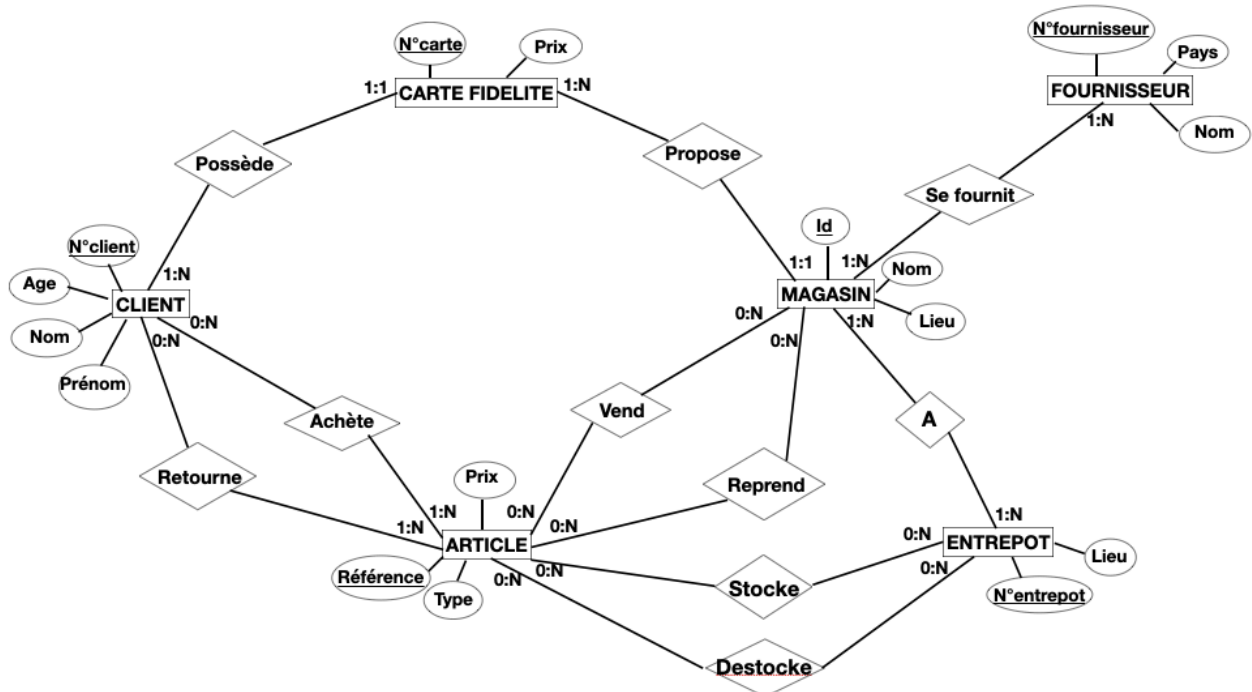 N°fournisseur
N°carte
Prix
Pays
1:1
CARTE FIDELITE
1:N
FOURNISSEUR
1:N
Nom
Possède
Propose
Se fournit
N°client
Id
Age
1:N
1:1
1:N
Nom
CLIENT
MAGASIN
Nom
0:N
0:N
1:N
Lieu
0:N
0:N
Prénom
Achète
Vend
A
Retourne
Prix
Reprend
1:N
1:N
0:N
0:N
1:N
0:N
ARTICLE
ENTREPOT
Lieu
0:N
0:N
0:N
Référence
Type
Stocke
N°entrepot
Destocke